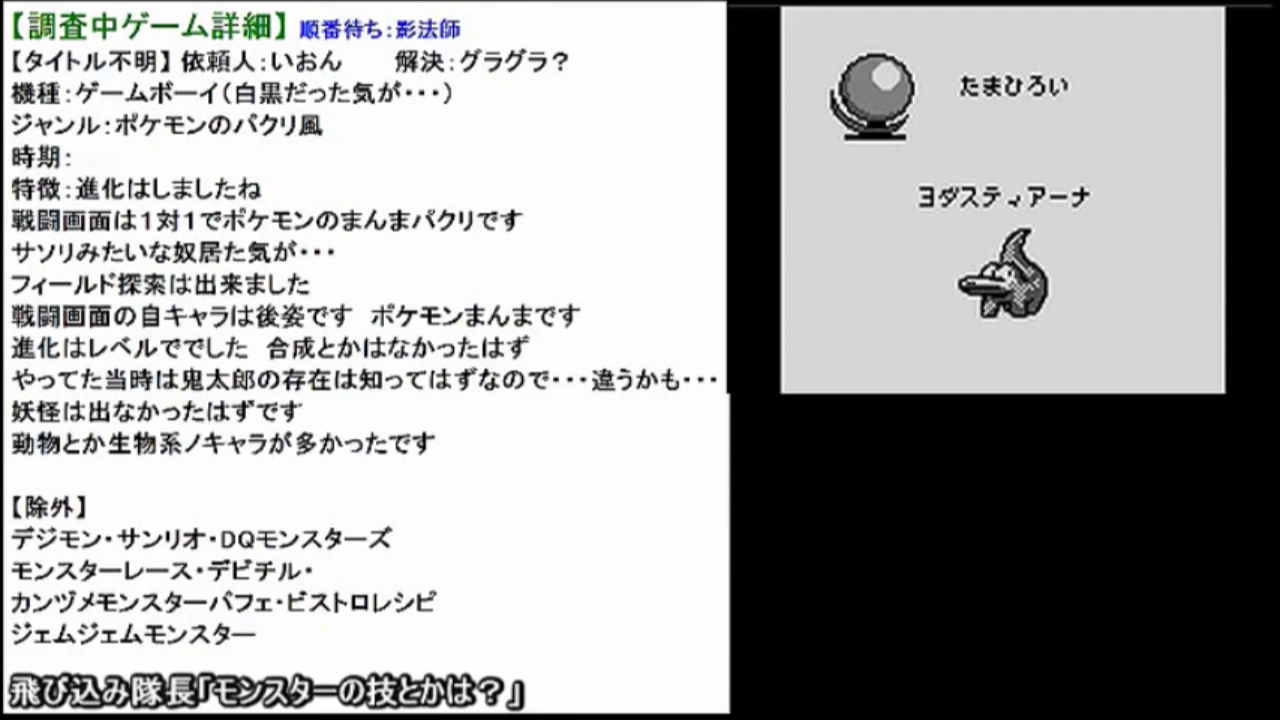 【調査中ゲーム詳細】 順番待ち:影法師
【タイトル不明】 依頼人:いおん 解決:グラグラ?
機種:ゲームボーイ(白黒だった気が・・・)
ジャンル:ポケモンのパクリ風
時期:
特徴:進化はしましたね
戦闘画面は1対1でポケモンのまんまパクリです
サソリみたいな奴居た気が・・・
フィールド探索は出来ました
戦闘画面の自キャラは後姿です ポケモンまんまです
進化はレベルででした 合成とかはなかったはず
やってた当時は鬼太郎の存在は知ってはずなので・・・違うかも・・・
妖怪は出なかったはずです
動物とか生物系ノキャラが多かったです
【除外】
デジモン・サンリオ・DQモンスターズ
モンスターレース・デビチル・
カンヅメモンスターパフェ・ビストロレシピ
ジェムジェムモンスター
飛び込み隊長「モンスターの技とかは?」
たまひろい
ヨダスティアーナ